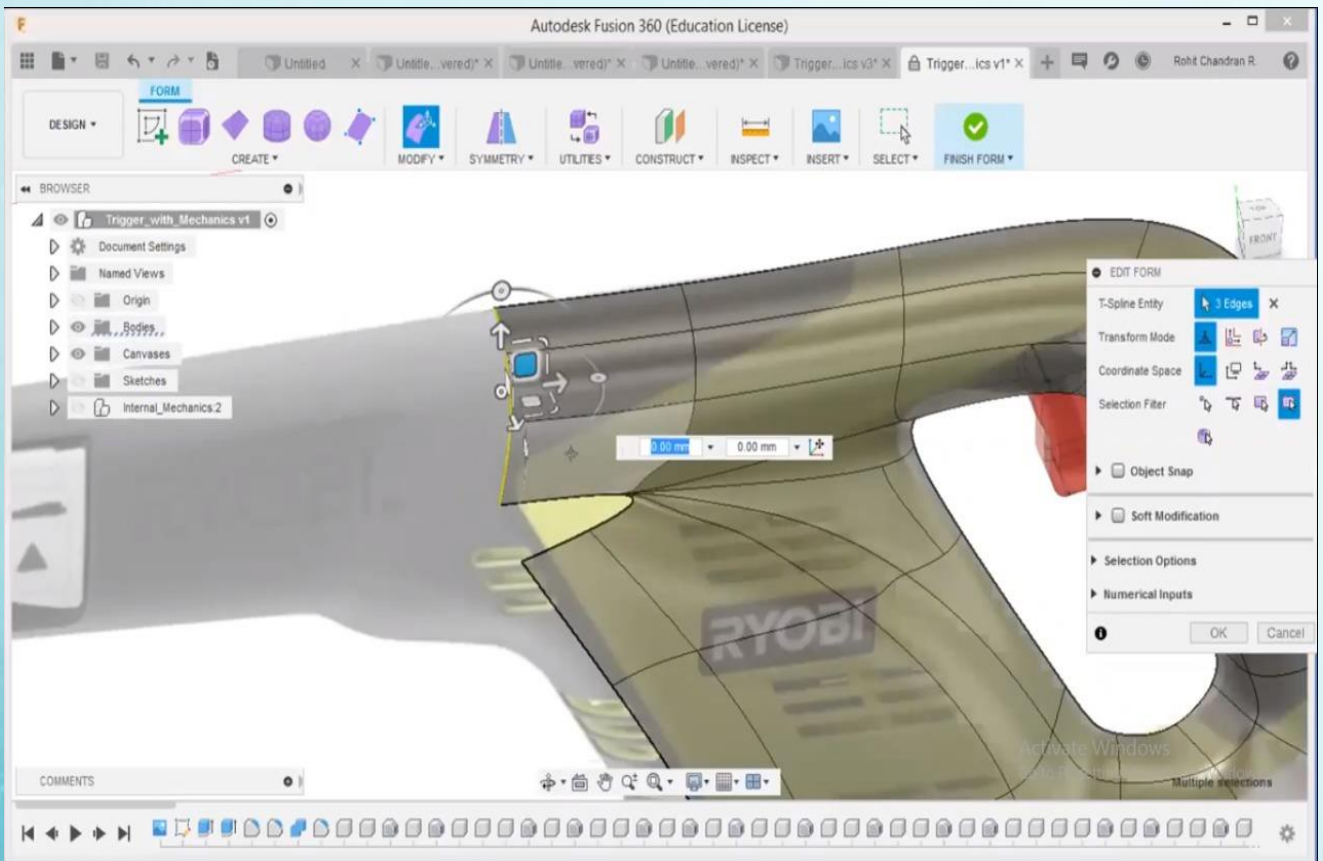 Autodesk Fusion 360 (Education License)
Untitled
Untitle...vered)*
Untitle...vered)*
Untitle...vered)*
Trigger...ics v3*
Trigger...ics v1*
Rohit Chandran R.
FORM
DESIGN
CREATE
MODIFY
SYMMETRY
UTILITIES
CONSTRUCT
INSPECT
INSERT
SELECT
FINISH FORM
BROWSER
Trigger_with_Mechanics v1
Document Settings
Named Views
Origin
Bodies
Canvases
Sketches
Internal_Mechanics:2
FRONT
EDIT FORM
T-Spline Entity
3 Edges
Transform Mode
Coordinate Space
Selection Filter
Object Snap
Soft Modification
Selection Options
Numerical Inputs
OK Cancel
0.00 mm 0.00 mm
RYOBI
RYOBI
Activate Windows
Multiple selections
COMMENTS